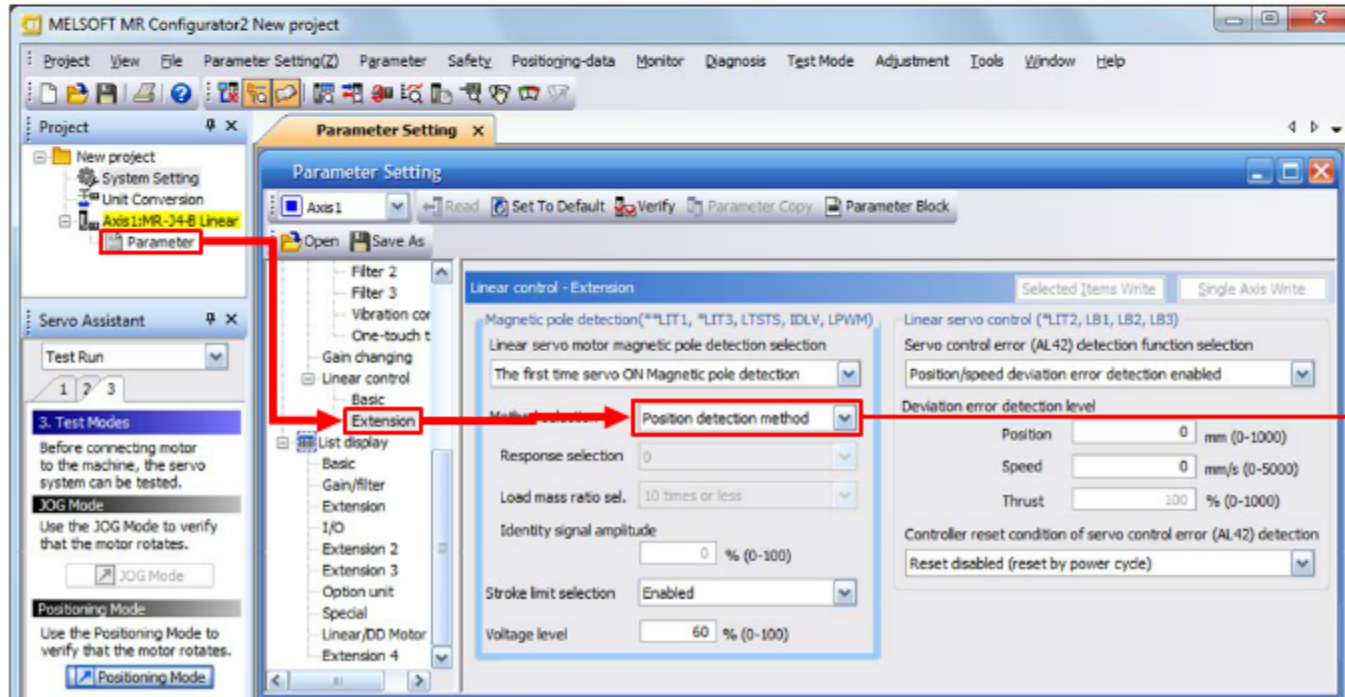 MELSOFT MR Configurator2 New project
Project View File Parameter Setting(Z) Parameter Safety Positioning-data Monitor Diagnosis Test Mode Adjustment Tools Window Help
Project
New project
System Setting
Unit Conversion
Axis1:MR-J4-B Linear
Parameter
Servo Assistant
Test Run
1 2 3
3. Test Modes
Before connecting motor
to the machine, the servo
system can be tested.
JOG Mode
Use the JOG Mode to verify
that the motor rotates.
JOG Mode
Positioning Mode
Use the Positioning Mode to
verify that the motor rotates.
Positioning Mode
Parameter Setting
Parameter Setting
Axis1 Read Set To Default Verify Parameter Copy Parameter Block
Open Save As
Filter 2
Filter 3
Vibration cor
One-touch t
Gain changing
Linear control
Basic
Extension
List display
Basic
Gain/filter
Extension
I/O
Extension 2
Extension 3
Option unit
Special
Linear/DD Motor
Extension 4
Linear control - Extension
Selected Items Write Single Axis Write
Magnetic pole detection(**LIT1, *LIT3, LTSTS, IDLV, LPWM)
Linear servo motor magnetic pole detection selection
The first time servo ON Magnetic pole detection
Position detection method
Response selection 0
Load mass ratio sel. 10 times or less
Identity signal amplitude
0 % (0-100)
Stroke limit selection Enabled
Voltage level 60 % (0-100)
Linear servo control (*LIT2, LB1, LB2, LB3)
Servo control error (AL42) detection function selection
Position/speed deviation error detection enabled
Deviation error detection level
Position 0 mm (0-1000)
Speed 0 mm/s (0-5000)
Thrust 100 % (0-1000)
Controller reset condition of servo control error (AL42) detection
Reset disabled (reset by power cycle)